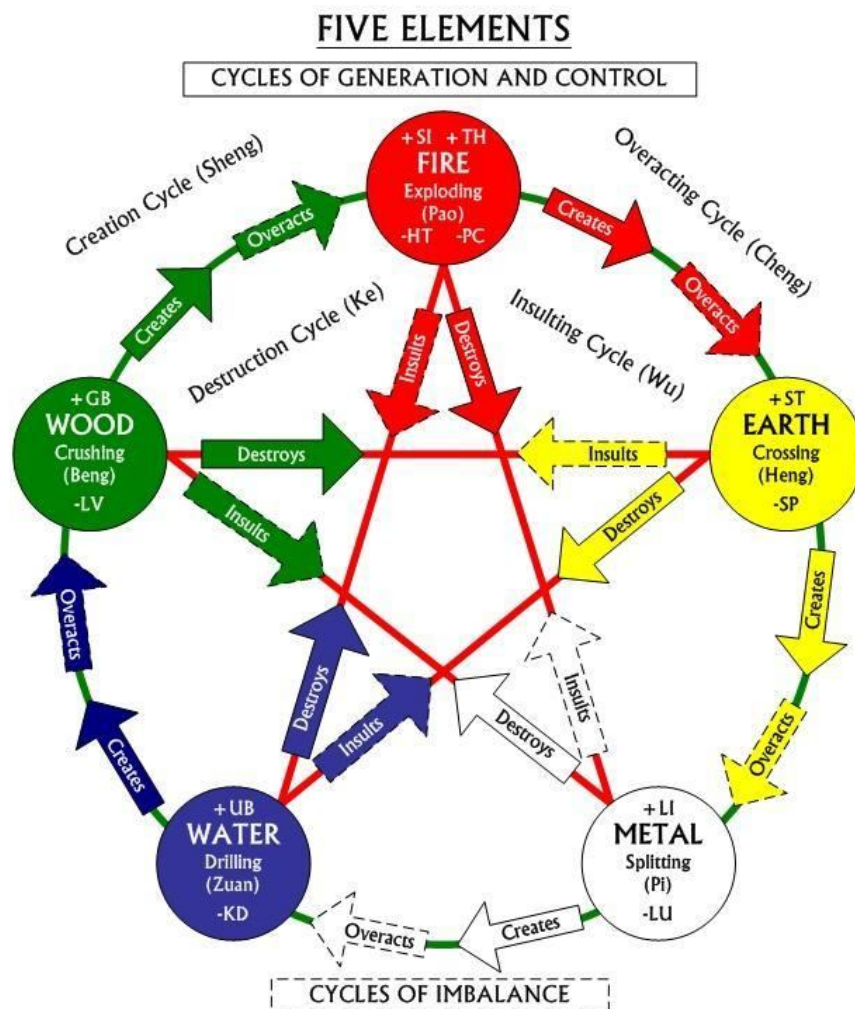 FIVE ELEMENTS
CYCLES OF GENERATION AND CONTROL
Creation Cycle (Sheng)
Overacting Cycle (Cheng)
Destruction Cycle (Ke)
Insulting Cycle (Wu)
+SI +TH
FIRE
Exploding
(Pao)
-HT -PC
Creates
Overacts
Insults
Destroys
+ST
EARTH
Crossing
(Heng)
-SP
Creates
Overacts
Insults
Destroys
+LI
METAL
Splitting
(Pi)
-LU
Creates
Overacts
Destroys
Insults
+UB
WATER
Drilling
(Zuan)
-KD
Creates
Overacts
Destroys
Insults
+GB
WOOD
Crushing
(Beng)
-LV
Creates
Overacts
Destroys
Insults
CYCLES OF IMBALANCE